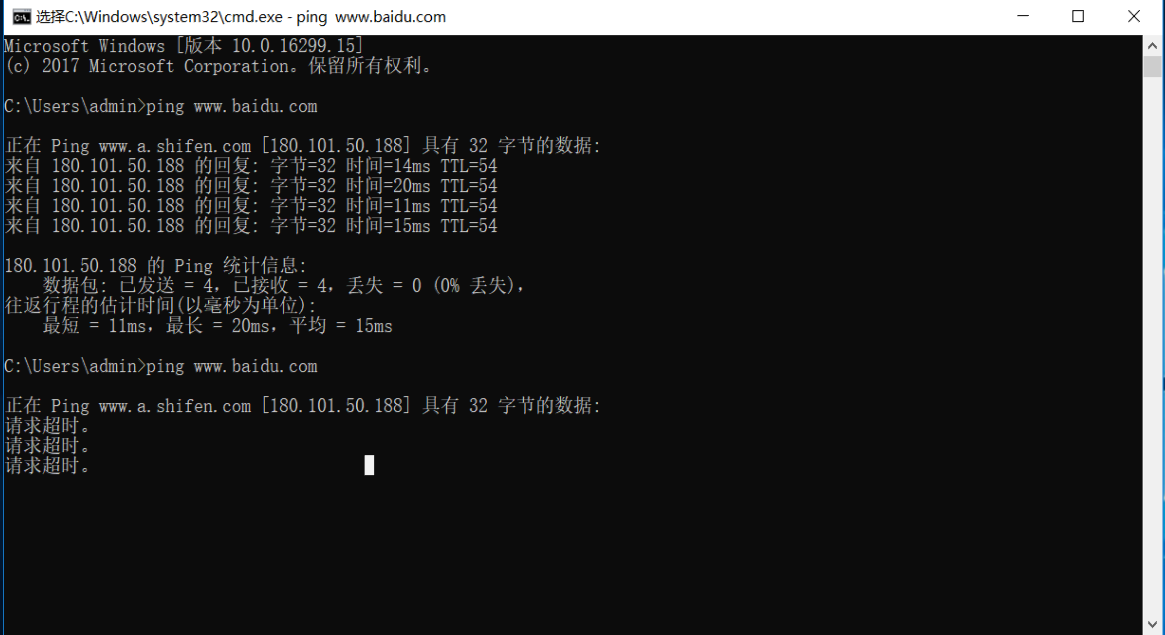 选择C:\Windows\system32\cmd.exe - ping  www.baidu.com
Microsoft Windows [版本 10.0.16299.15]
(c) 2017 Microsoft Corporation。保留所有权利。
C:\Users\admin>ping www.baidu.com
正在 Ping www.a.shifen.com [180.101.50.188] 具有 32 字节的数据:
来自 180.101.50.188 的回复: 字节=32 时间=14ms TTL=54
来自 180.101.50.188 的回复: 字节=32 时间=20ms TTL=54
来自 180.101.50.188 的回复: 字节=32 时间=11ms TTL=54
来自 180.101.50.188 的回复: 字节=32 时间=15ms TTL=54
180.101.50.188 的 Ping 统计信息:
    数据包: 已发送 = 4，已接收 = 4，丢失 = 0 (0% 丢失)，
往返行程的估计时间(以毫秒为单位):
    最短 = 11ms，最长 = 20ms，平均 = 15ms
C:\Users\admin>ping www.baidu.com
正在 Ping www.a.shifen.com [180.101.50.188] 具有 32 字节的数据:
请求超时。
请求超时。
请求超时。